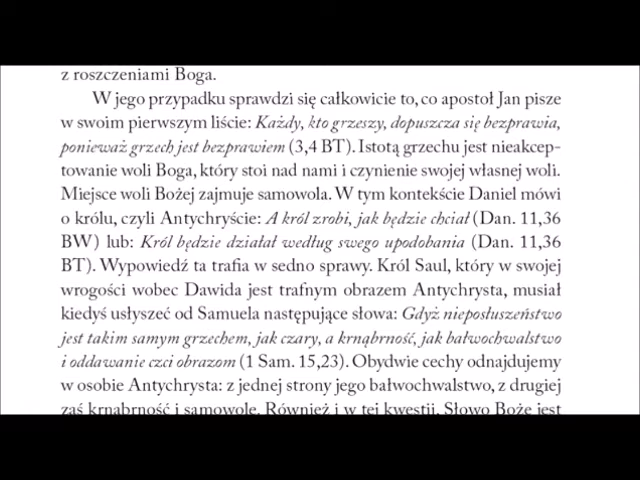 z roszczeniami Boga.
W jego przypadku sprawdzi się całkowicie to, co apostoł Jan pisze
w swoim pierwszym liście: Każdy, kto grzeszy, dopuszcza się bezprawia,
ponieważ grzech jest bezprawiem (3,4 BT). Istotą grzechu jest nieakcep-
towanie woli Boga, który stoi nad nami i czynienie swojej własnej woli.
Miejsce woli Bożej zajmuje samowola. W tym kontekście Daniel mówi
o królu, czyli Antychryście: A król zrobi, jak będzie chciał (Dan. 11,36
BW) lub: Król będzie działał według swego upodobania (Dan. 11,36
BT). Wypowiedź ta trafia w sedno sprawy. Król Saul, który w swojej
wrogości wobec Dawida jest trafnym obrazem Antychrysta, musiał
kiedyś usłyszeć od Samuela następujące słowa: Gdyż nieposłuszeństwo
jest takim samym grzechem, jak czary, a krnąbrność, jak bałwochwalstwo
i oddawanie czci obrazom (1 Sam. 15,23). Obydwie cechy odnajdujemy
w osobie Antychrysta: z jednej strony jego bałwochwalstwo, z drugiej
zaś krnąbrność i samowolę. Również i w tej kwestii, Słowo Boże jest